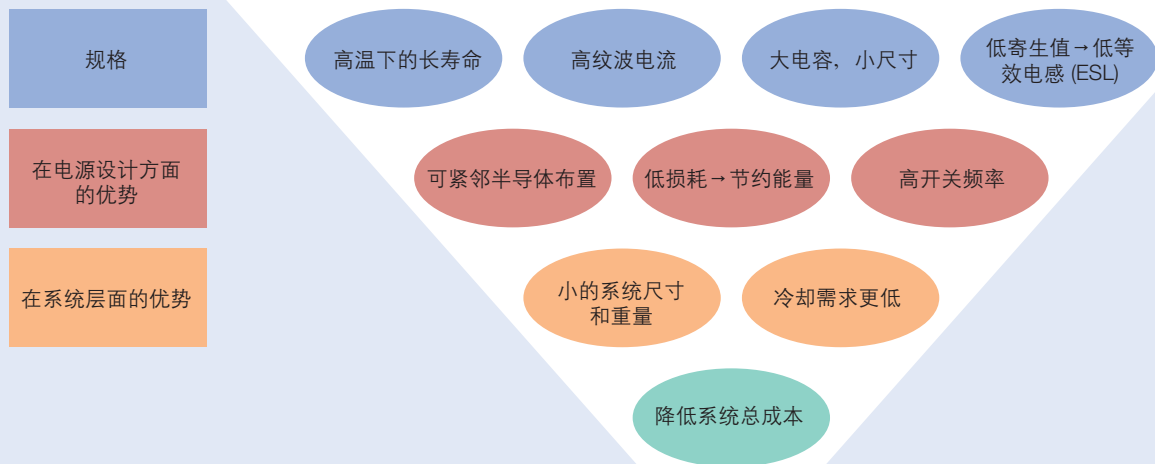 规格
高温下的长寿命
高纹波电流
大电容，小尺寸
低寄生值→低等
效电感 (ESL)
在电源设计方面
的优势
可紧邻半导体布置
低损耗→节约能量
高开关频率
在系统层面的优势
小的系统尺寸
和重量
冷却需求更低
降低系统总成本